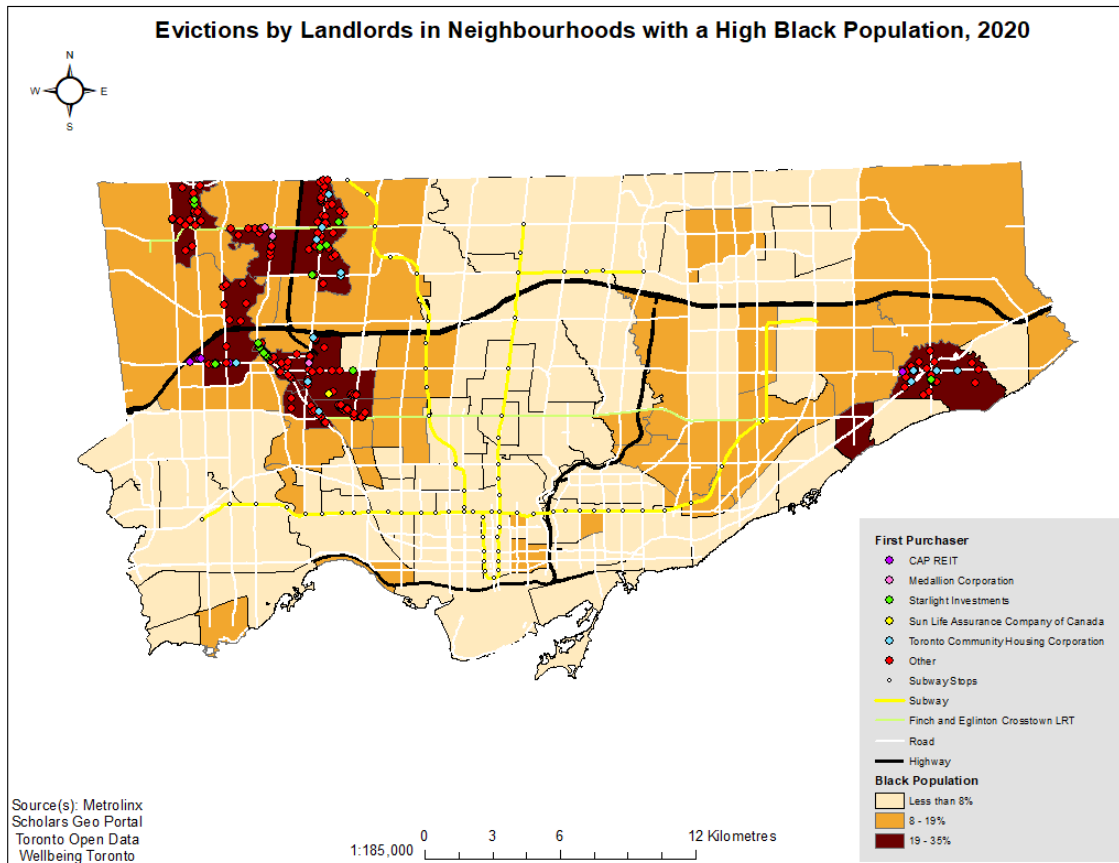 Evictions by Landlords in Neighbourhoods with a High Black Population, 2020
N
W
E
S
First Purchaser
CAP REIT
Medallion Corporation
Starlight Investments
Sun Life Assurance Company of Canada
Toronto Community Housing Corporation
Other
Subway Stops
Subway
Finch and Eglinton Crosstown LRT
Road
Highway
Black Population
Less than 8%
8 - 19%
19 - 35%
Source(s): Metrolinx
Scholars Geo Portal
Toronto Open Data
Wellbeing Toronto
1:185,000
0 3 6 12 Kilometres